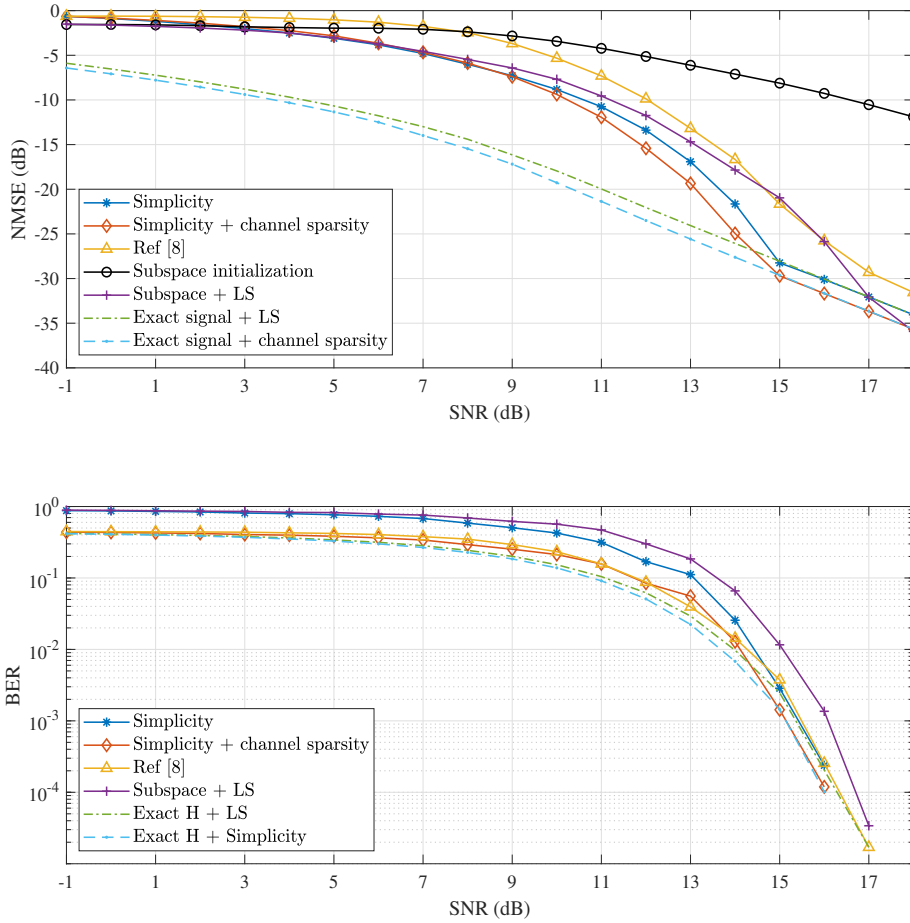 0
-5
-10
-15
-20
-25
-30
-35
-40
NMSE (dB)
Simplicity
Simplicity + channel sparsity
Ref [8]
Subspace initialization
Subspace + LS
Exact signal + LS
Exact signal + channel sparsity
-1 1 3 5 7 9 11 13 15 17
SNR (dB)
10^0
10^-1
10^-2
10^-3
10^-4
BER
Simplicity
Simplicity + channel sparsity
Ref [8]
Subspace + LS
Exact H + LS
Exact H + Simplicity
-1 1 3 5 7 9 11 13 15 17
SNR (dB)